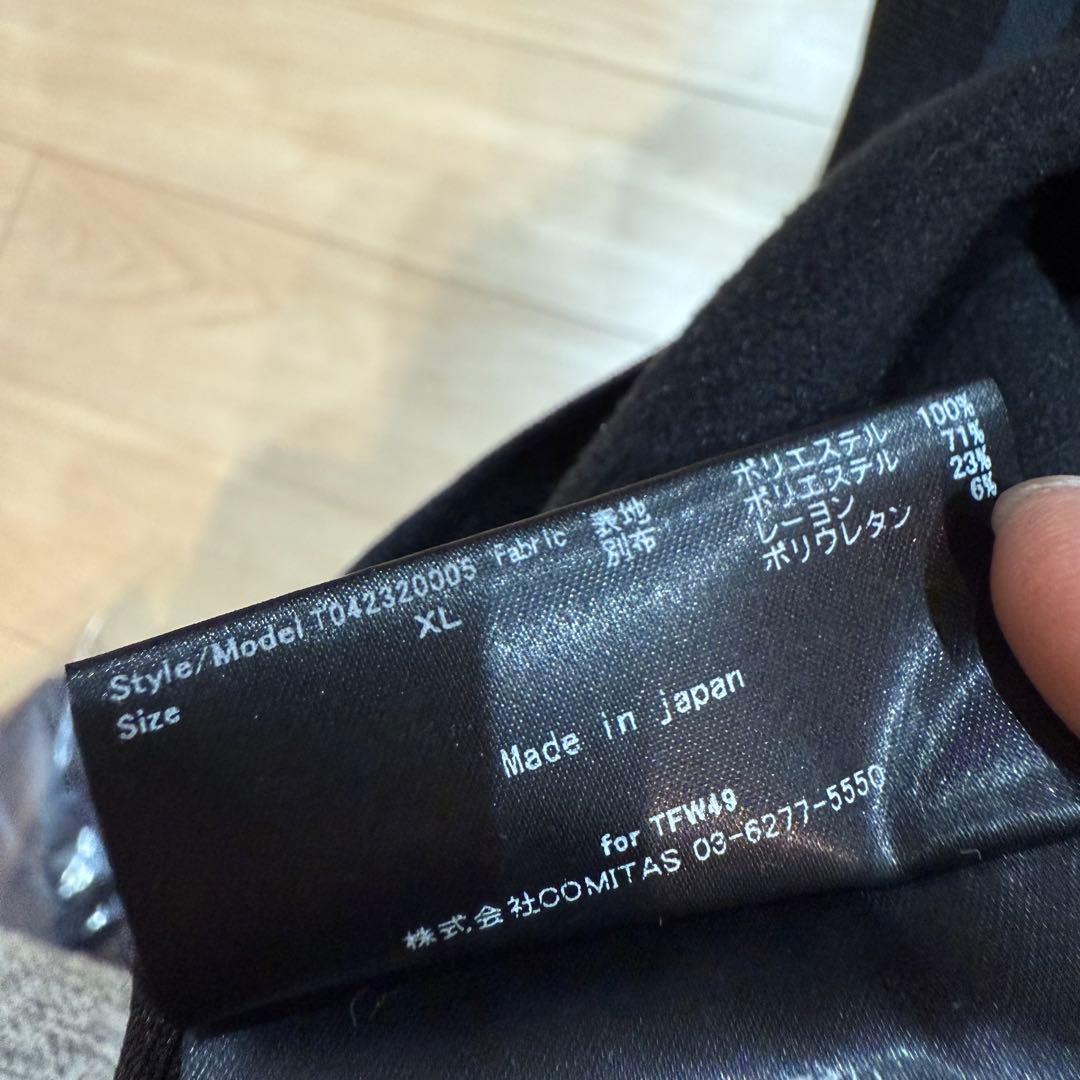 Style/Model T042320005 Fabric 表地 ポリエステル 100%
別布 ポリエステル 71%
レーヨン 23%
ポリウレタン 6%
Size XL
Made in japan
for TFW49
株式会社COMITAS 03-6277-5550